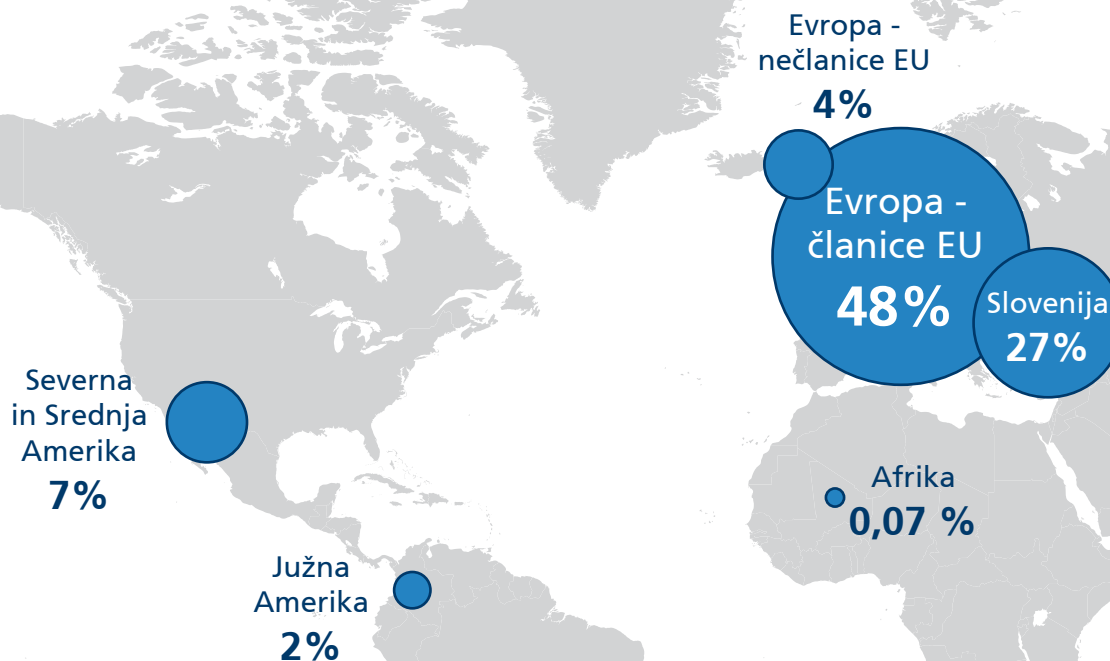 Evropa -
nečlanice EU
4%
Evropa -
članice EU
48%
Slovenija
27%
Severna
in Srednja
Amerika
7%
Afrika
0,07 %
Južna
Amerika
2%